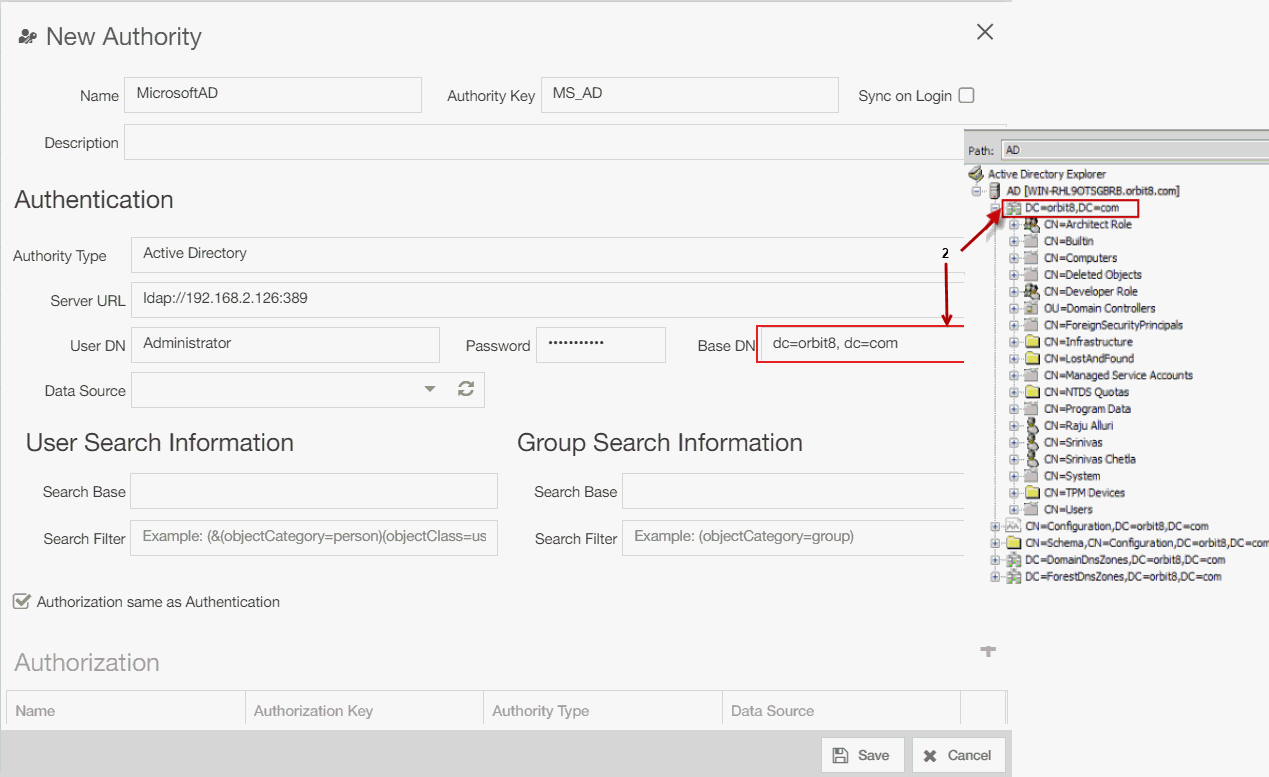 New Authority
Name MicrosoftAD Authority Key MS_AD Sync on Login
Description
Authentication
Authority Type Active Directory
Server URL ldap://192.168.2.126:389
User DN Administrator Password ••••••••••• Base DN dc=orbit8, dc=com
Data Source
User Search Information Group Search Information
Search Base Search Base
Search Filter Example: (&(objectCategory=person)(objectClass=us Search Filter Example: (objectCategory=group)
Authorization same as Authentication
Authorization
Name Authorization Key Authority Type Data Source
Save Cancel
2
Path: AD
Active Directory Explorer
AD [WIN-RHL9OTSGBRB.orbit8.com]
DC=orbit8,DC=com
CN=Architect Role
CN=Builtin
CN=Computers
CN=Deleted Objects
CN=Developer Role
OU=Domain Controllers
CN=ForeignSecurityPrincipals
CN=Infrastructure
CN=LostAndFound
CN=Managed Service Accounts
CN=NTDS Quotas
CN=Program Data
CN=Raju Alluri
CN=Srinivas
CN=Srinivas Chetla
CN=System
CN=TPM Devices
CN=Users
CN=Configuration,DC=orbit8,DC=com
CN=Schema,CN=Configuration,DC=orbit8,DC=com
DC=DomainDnsZones,DC=orbit8,DC=com
DC=ForestDnsZones,DC=orbit8,DC=com